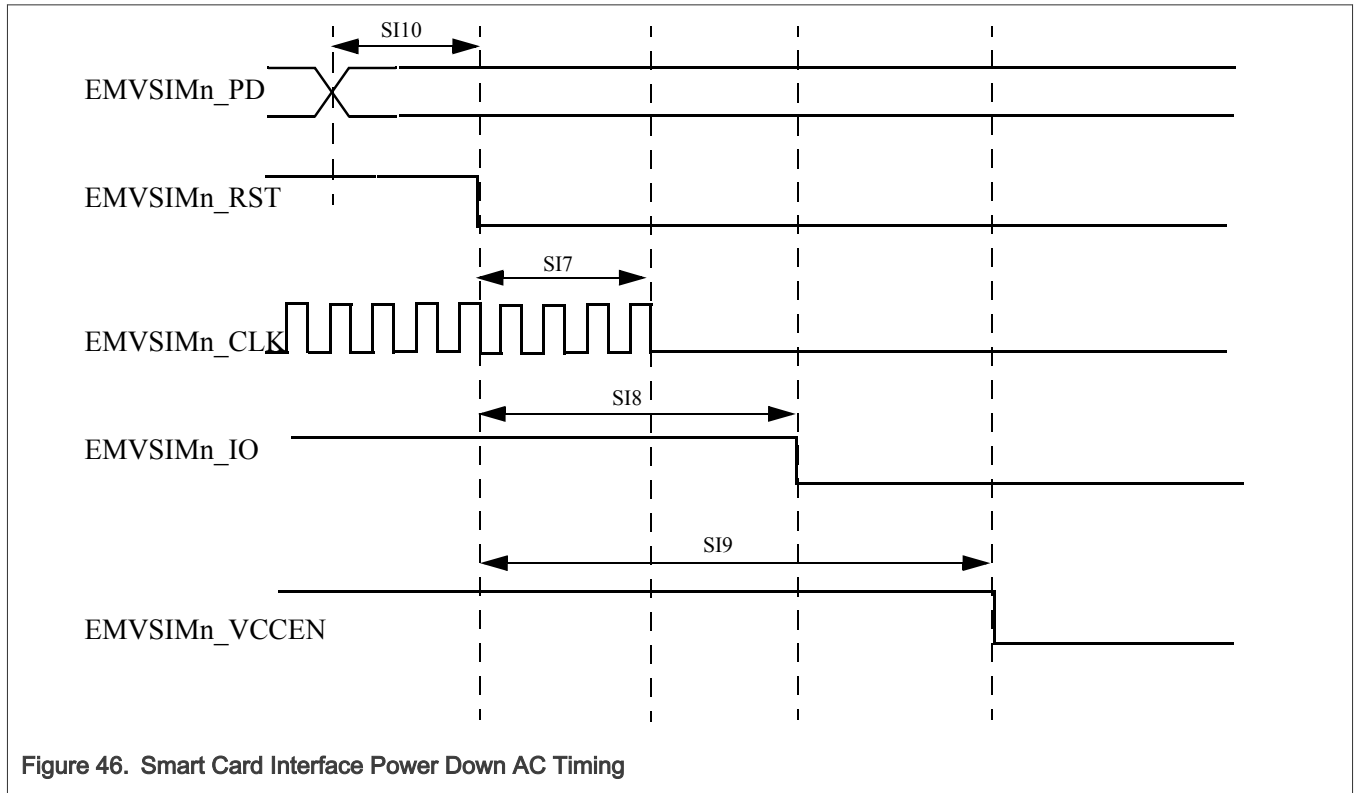 SI10
EMVSIMn_PD
EMVSIMn_RST
SI7
EMVSIMn_CLK
SI8
EMVSIMn_IO
SI9
EMVSIMn_VCCEN
Figure 46. Smart Card Interface Power Down AC Timing